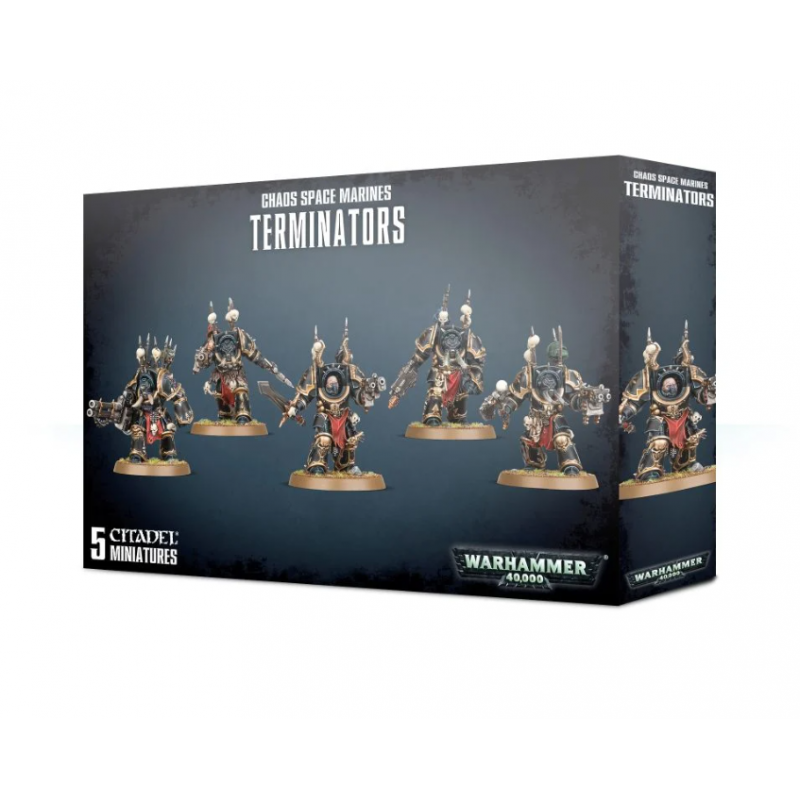 CHAOS SPACE MARINES
TERMINATORS
CHAOS SPACE MARINES
TERMINATORS
5 CITADEL
MINIATURES
WARHAMMER
40,000
WARHAMMER
40,000